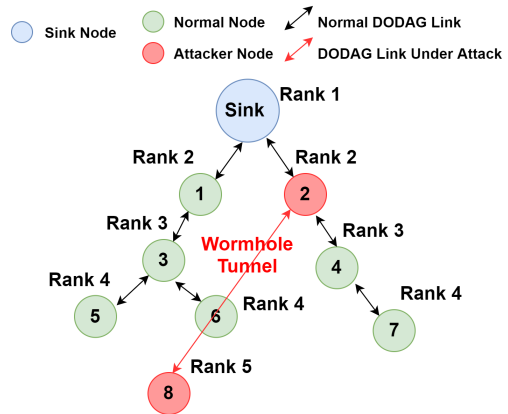 Sink Node
Normal Node
Normal DODAG Link
Attacker Node
DODAG Link Under Attack
Sink
Rank 1
Rank 2
Rank 2
1
2
Rank 3
Rank 3
Wormhole
Tunnel
3
4
Rank 4
Rank 4
Rank 4
5
6
7
Rank 5
8